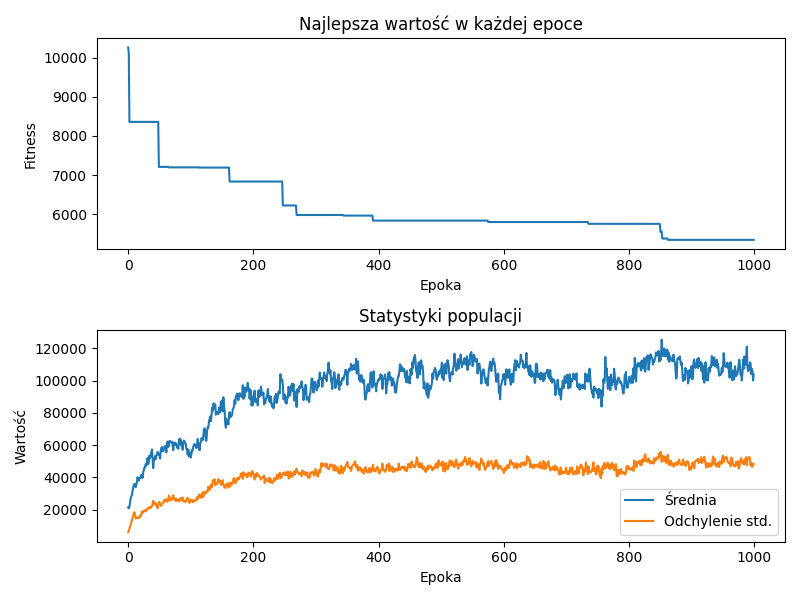 Najlepsza wartość w każdej epoce
10000
9000
8000
7000
6000
Fitness
0 200 400 600 800 1000
Epoka
Statystyki populacji
120000
100000
80000
60000
40000
20000
Wartość
Średnia
Odchylenie std.
0 200 400 600 800 1000
Epoka